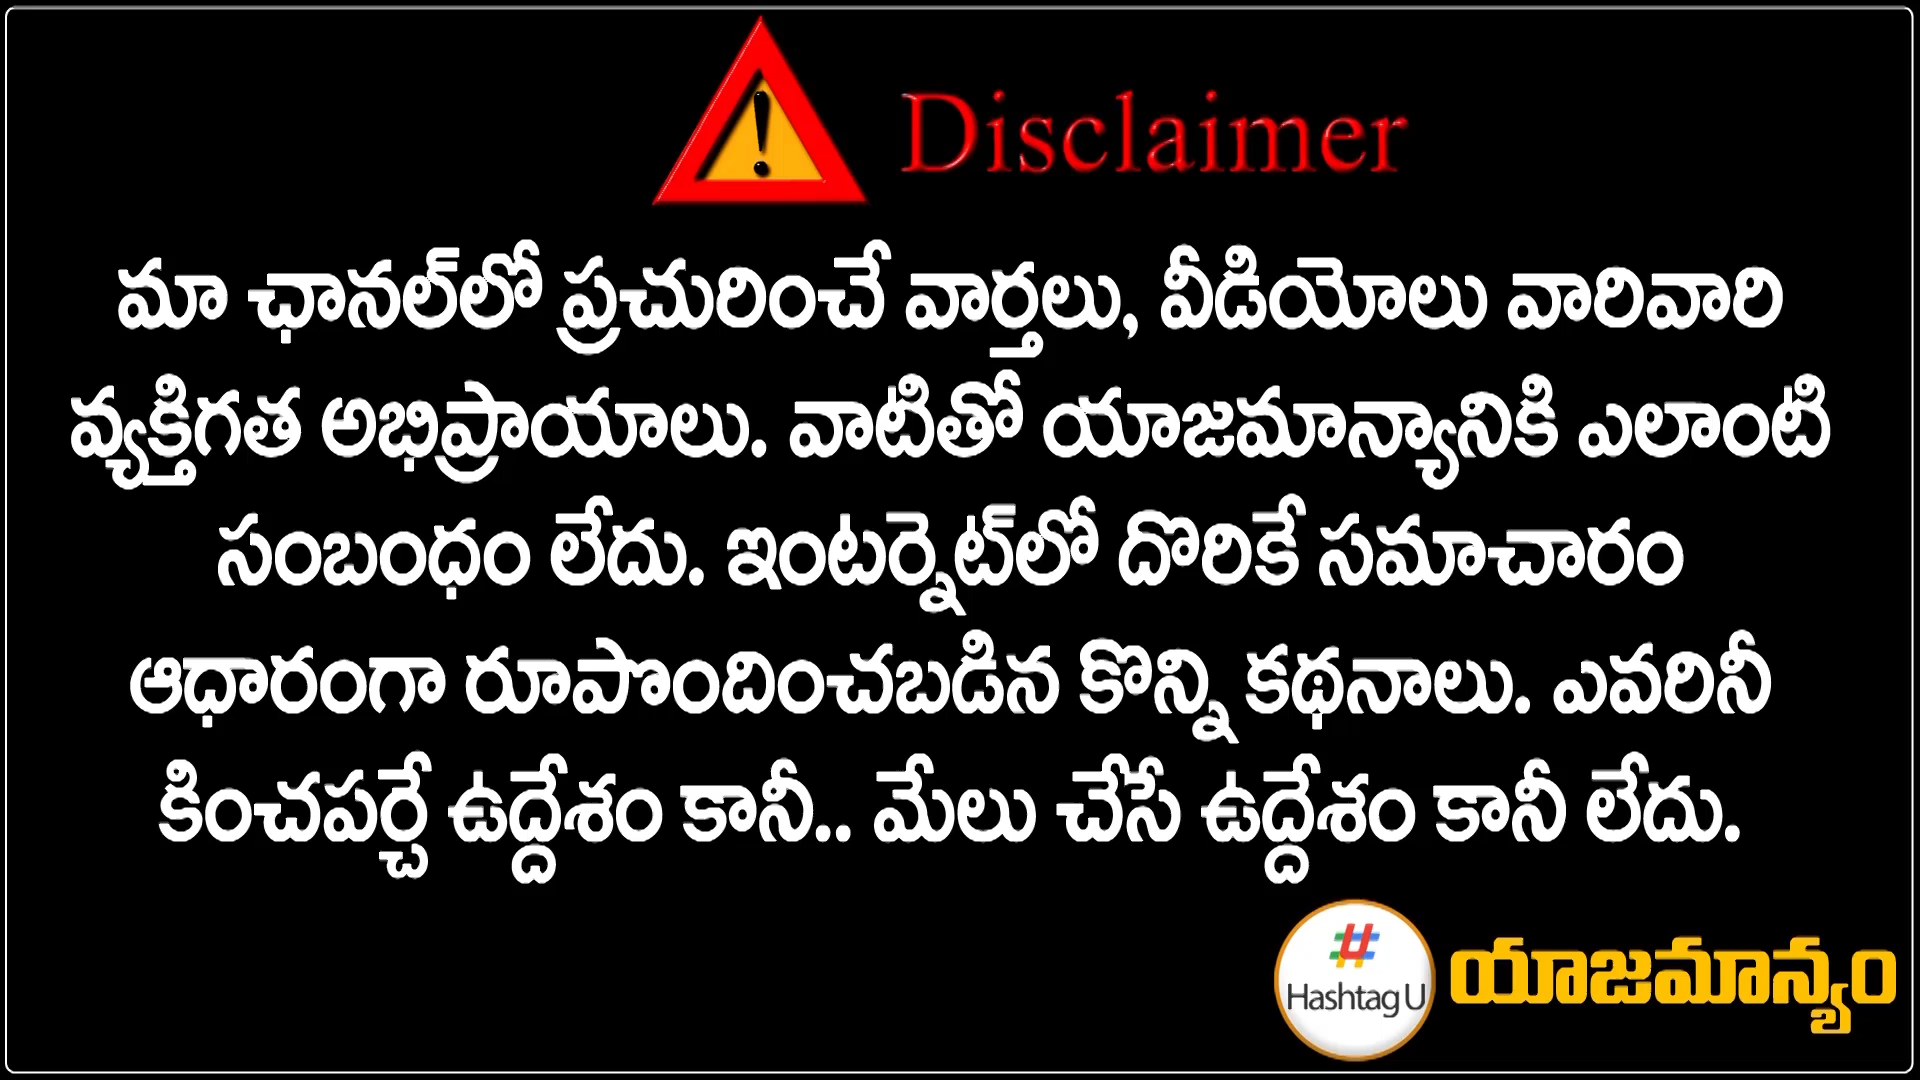 Disclaimer
మా ఛానల్‌లో ప్రచురించే వార్తలు, వీడియోలు వారివారి
వ్యక్తిగత అభిప్రాయాలు. వాటితో యాజమాన్యానికి ఎలాంటి
సంబంధం లేదు. ఇంటర్నెట్‌లో దొరికే సమాచారం
ఆధారంగా రూపొందించబడిన కొన్ని కథనాలు. ఎవరినీ
కించపర్చే ఉద్దేశం కానీ.. మేలు చేసే ఉద్దేశం కానీ లేదు.
# Hashtag U యాజమాన్యం